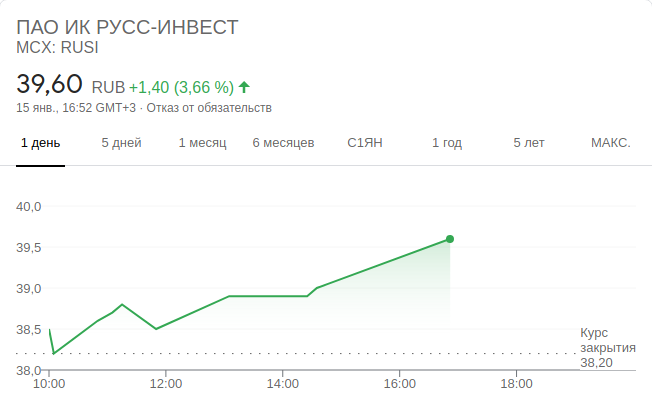 ПАО ИК РУСС-ИНВЕСТ
MCX: RUSI
39,60 RUB +1,40 (3,66 %)
15 янв., 16:52 GMT+3 · Отказ от обязательств
1 день 5 дней 1 месяц 6 месяцев С1ЯН 1 год 5 лет МАКС.
40,0
39,5
39,0
38,5
38,0
Курс
закрытия
38,20
10:00 12:00 14:00 16:00 18:00